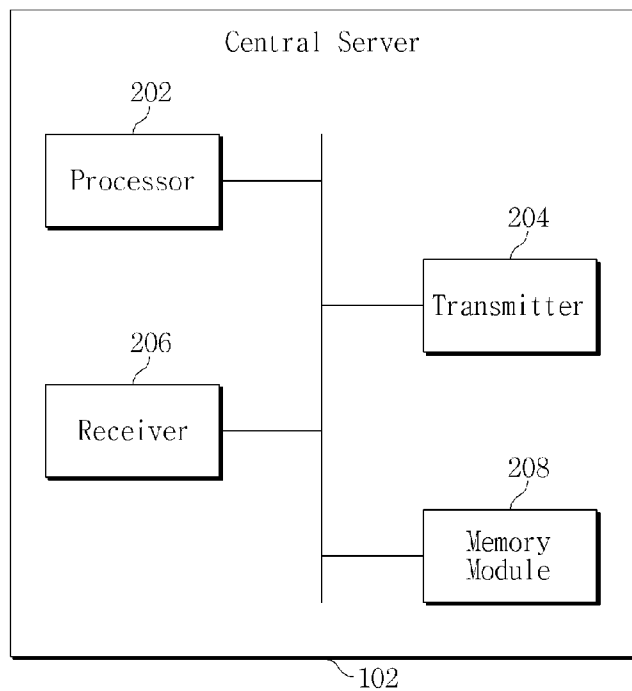 Central Server
202
Processor
204
Transmitter
206
Receiver
208
Memory
Module
102